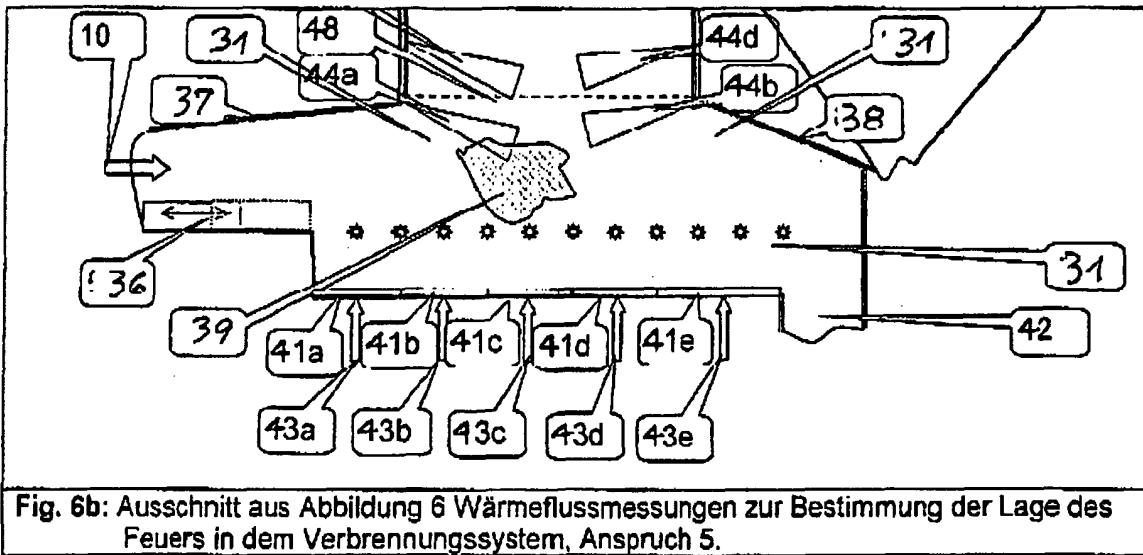 10
31
48
44d
31
44a
44b
37
38
36
31
39
41a
41b
41c
41d
41e
42
43a
43b
43c
43d
43e
Fig. 6b: Ausschnitt aus Abbildung 6 Wärmeflussmessungen zur Bestimmung der Lage des
Feuers in dem Verbrennungssystem, Anspruch 5.